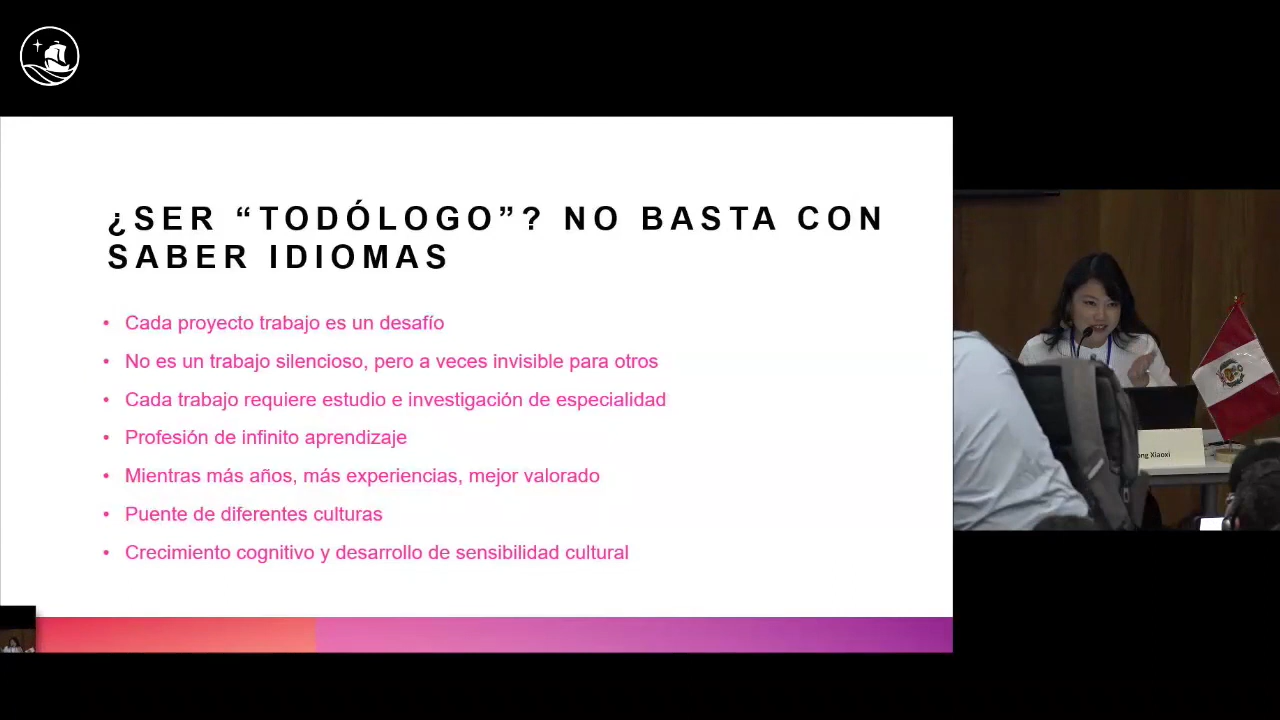 ¿SER “TODÓLOGO”? NO BASTA CON
SABER IDIOMAS
• Cada proyecto trabajo es un desafío
• No es un trabajo silencioso, pero a veces invisible para otros
• Cada trabajo requiere estudio e investigación de especialidad
• Profesión de infinito aprendizaje
• Mientras más años, más experiencias, mejor valorado
• Puente de diferentes culturas
• Crecimiento cognitivo y desarrollo de sensibilidad cultural
Xiaoxi